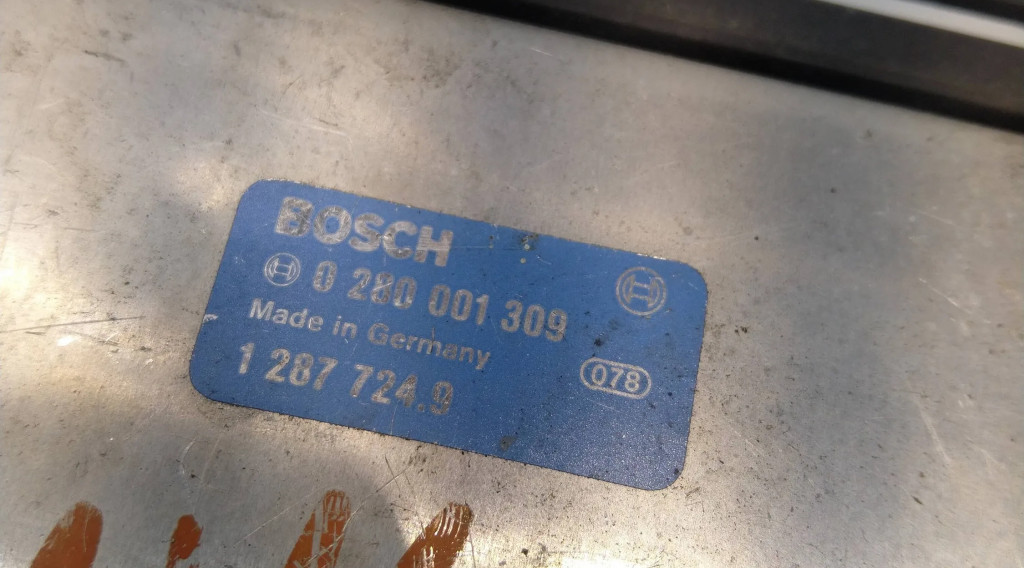 BOSCH
0 280 001 309
Made in Germany
078
1 287 724.9